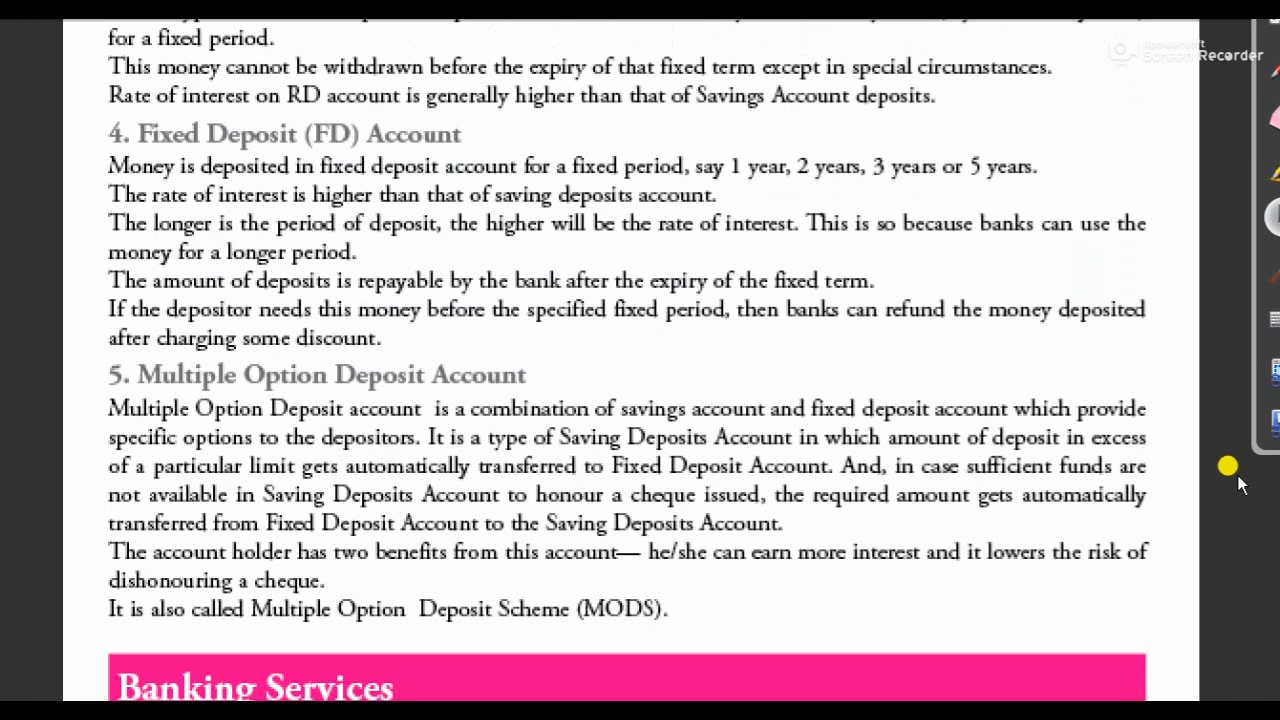 for a fixed period.
This money cannot be withdrawn before the expiry of that fixed term except in special circumstances.
Rate of interest on RD account is generally higher than that of Savings Account deposits.
4. Fixed Deposit (FD) Account
Money is deposited in fixed deposit account for a fixed period, say 1 year, 2 years, 3 years or 5 years.
The rate of interest is higher than that of saving deposits account.
The longer is the period of deposit, the higher will be the rate of interest. This is so because banks can use the
money for a longer period.
The amount of deposits is repayable by the bank after the expiry of the fixed term.
If the depositor needs this money before the specified fixed period, then banks can refund the money deposited
after charging some discount.
5. Multiple Option Deposit Account
Multiple Option Deposit account is a combination of savings account and fixed deposit account which provide
specific options to the depositors. It is a type of Saving Deposits Account in which amount of deposit in excess
of a particular limit gets automatically transferred to Fixed Deposit Account. And, in case sufficient funds are
not available in Saving Deposits Account to honour a cheque issued, the required amount gets automatically
transferred from Fixed Deposit Account to the Saving Deposits Account.
The account holder has two benefits from this account— he/she can earn more interest and it lowers the risk of
dishonouring a cheque.
It is also called Multiple Option Deposit Scheme (MODS).
Banking Services
Screen Recorder